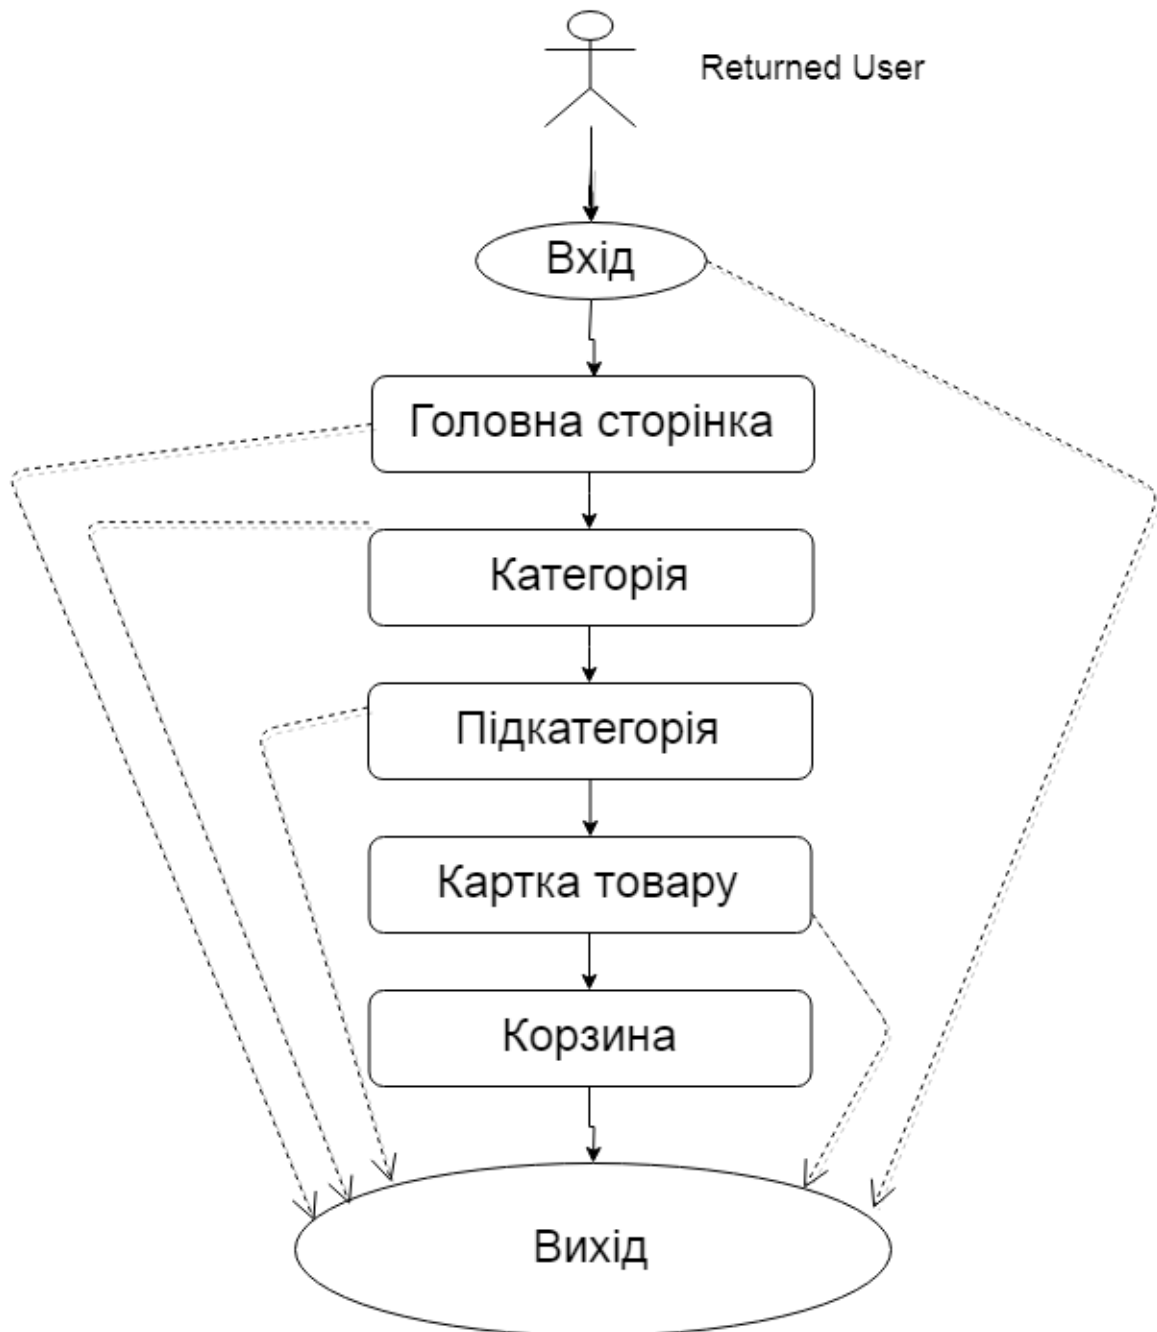 Returned User
Вхід
Головна сторінка
Категорія
Підкатегорія
Картка товару
Корзина
Вихід